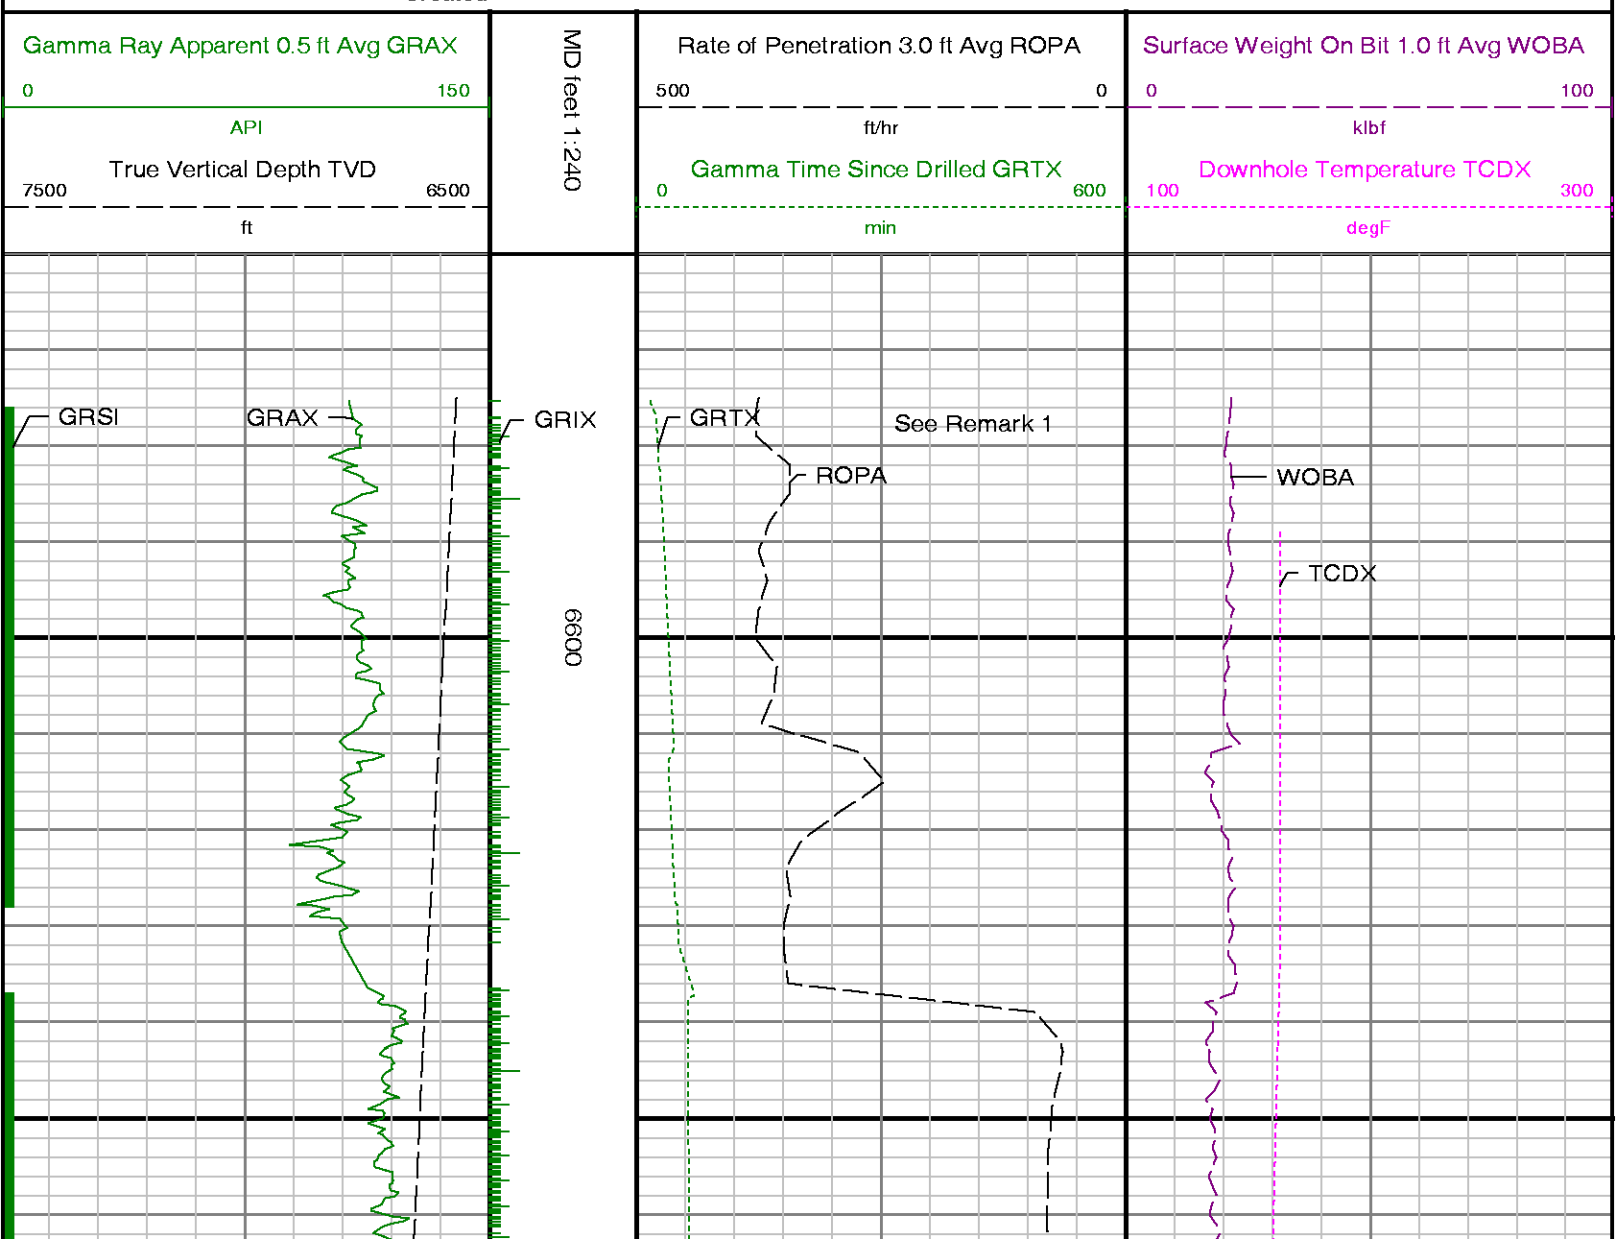 Gamma Ray Apparent 0.5 ft Avg GRAX
0 150
API
True Vertical Depth TVD
7500 6500
ft
MD feet 1:240
Rate of Penetration 3.0 ft Avg ROPA
500 0
ft/hr
Gamma Time Since Drilled GRTX
0 600
min
Surface Weight On Bit 1.0 ft Avg WOBA
0 100
klbf
Downhole Temperature TCDX
100 300
degF
GRSI
GRAX
GRIX
GRTX
See Remark 1
ROPA
WOBA
TCDX
6600